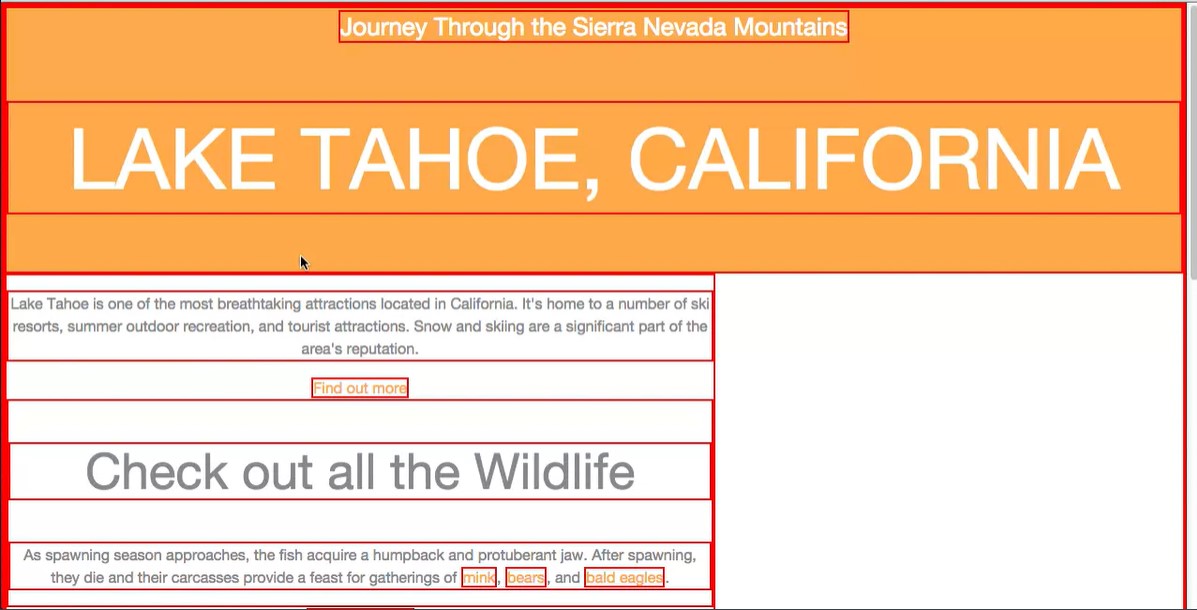 Journey Through the Sierra Nevada Mountains
LAKE TAHOE, CALIFORNIA
Lake Tahoe is one of the most breathtaking attractions located in California. It's home to a number of ski
resorts, summer outdoor recreation, and tourist attractions. Snow and skiing are a significant part of the
area's reputation.
Find out more
Check out all the Wildlife
As spawning season approaches, the fish acquire a humpback and protuberant jaw. After spawning,
they die and their carcasses provide a feast for gatherings of mink, bears, and bald eagles.